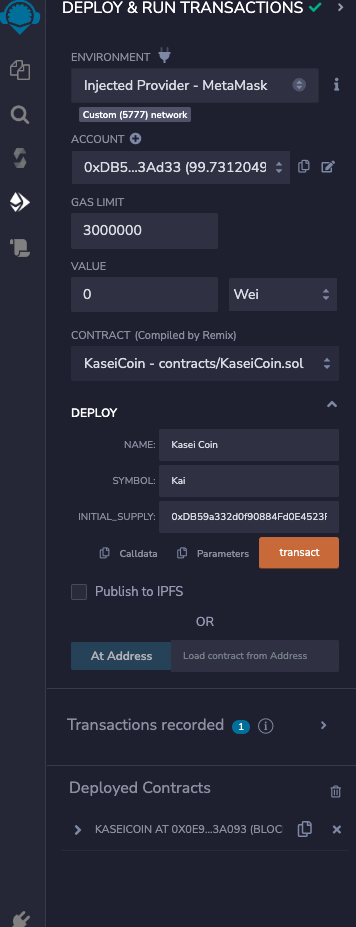 DEPLOY & RUN TRANSACTIONS
ENVIRONMENT
Injected Provider - MetaMask
Custom (5777) network
ACCOUNT
0xDB5...3Ad33 (99.7312049
GAS LIMIT
3000000
VALUE
0 Wei
CONTRACT (Compiled by Remix)
KaseiCoin - contracts/KaseiCoin.sol
DEPLOY
NAME: Kasei Coin
SYMBOL: Kai
INITIAL_SUPPLY: 0xDB59a332d0f90884Fd0E4523F
Calldata Parameters transact
Publish to IPFS
OR
At Address Load contract from Address
Transactions recorded 1 i
Deployed Contracts
KASEICOIN AT 0X0E9...3A093 (BLOC